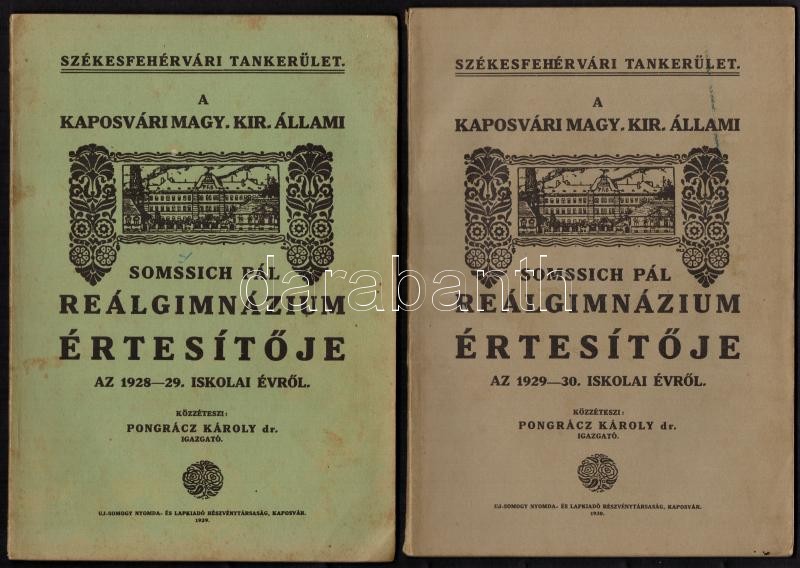 SZÉKESFEHÉRVÁRI TANKERÜLET.
A
KAPOSVÁRI MAGY. KIR. ÁLLAMI
SOMSSICH PÁL
REÁLGIMNÁZIUM
ÉRTESÍTŐJE
AZ 1928—29. ISKOLAI ÉVRŐL.
KÖZZÉTESZI:
PONGRÁCZ KÁROLY dr.
IGAZGATÓ.
UJ-SOMOGY NYOMDA- ÉS LAPKIADÓ RÉSZVÉNYTÁRSASÁG, KAPOSVÁR.
1929.
SZÉKESFEHÉRVÁRI TANKERÜLET.
A
KAPOSVÁRI MAGY. KIR. ÁLLAMI
SOMSSICH PÁL
REÁLGIMNÁZIUM
ÉRTESÍTŐJE
AZ 1929—30. ISKOLAI ÉVRŐL.
KÖZZÉTESZI:
PONGRÁCZ KÁROLY dr.
IGAZGATÓ.
UJ-SOMOGY NYOMDA- ÉS LAPKIADÓ RÉSZVÉNYTÁRSASÁG, KAPOSVÁR.
1930.
darabanth